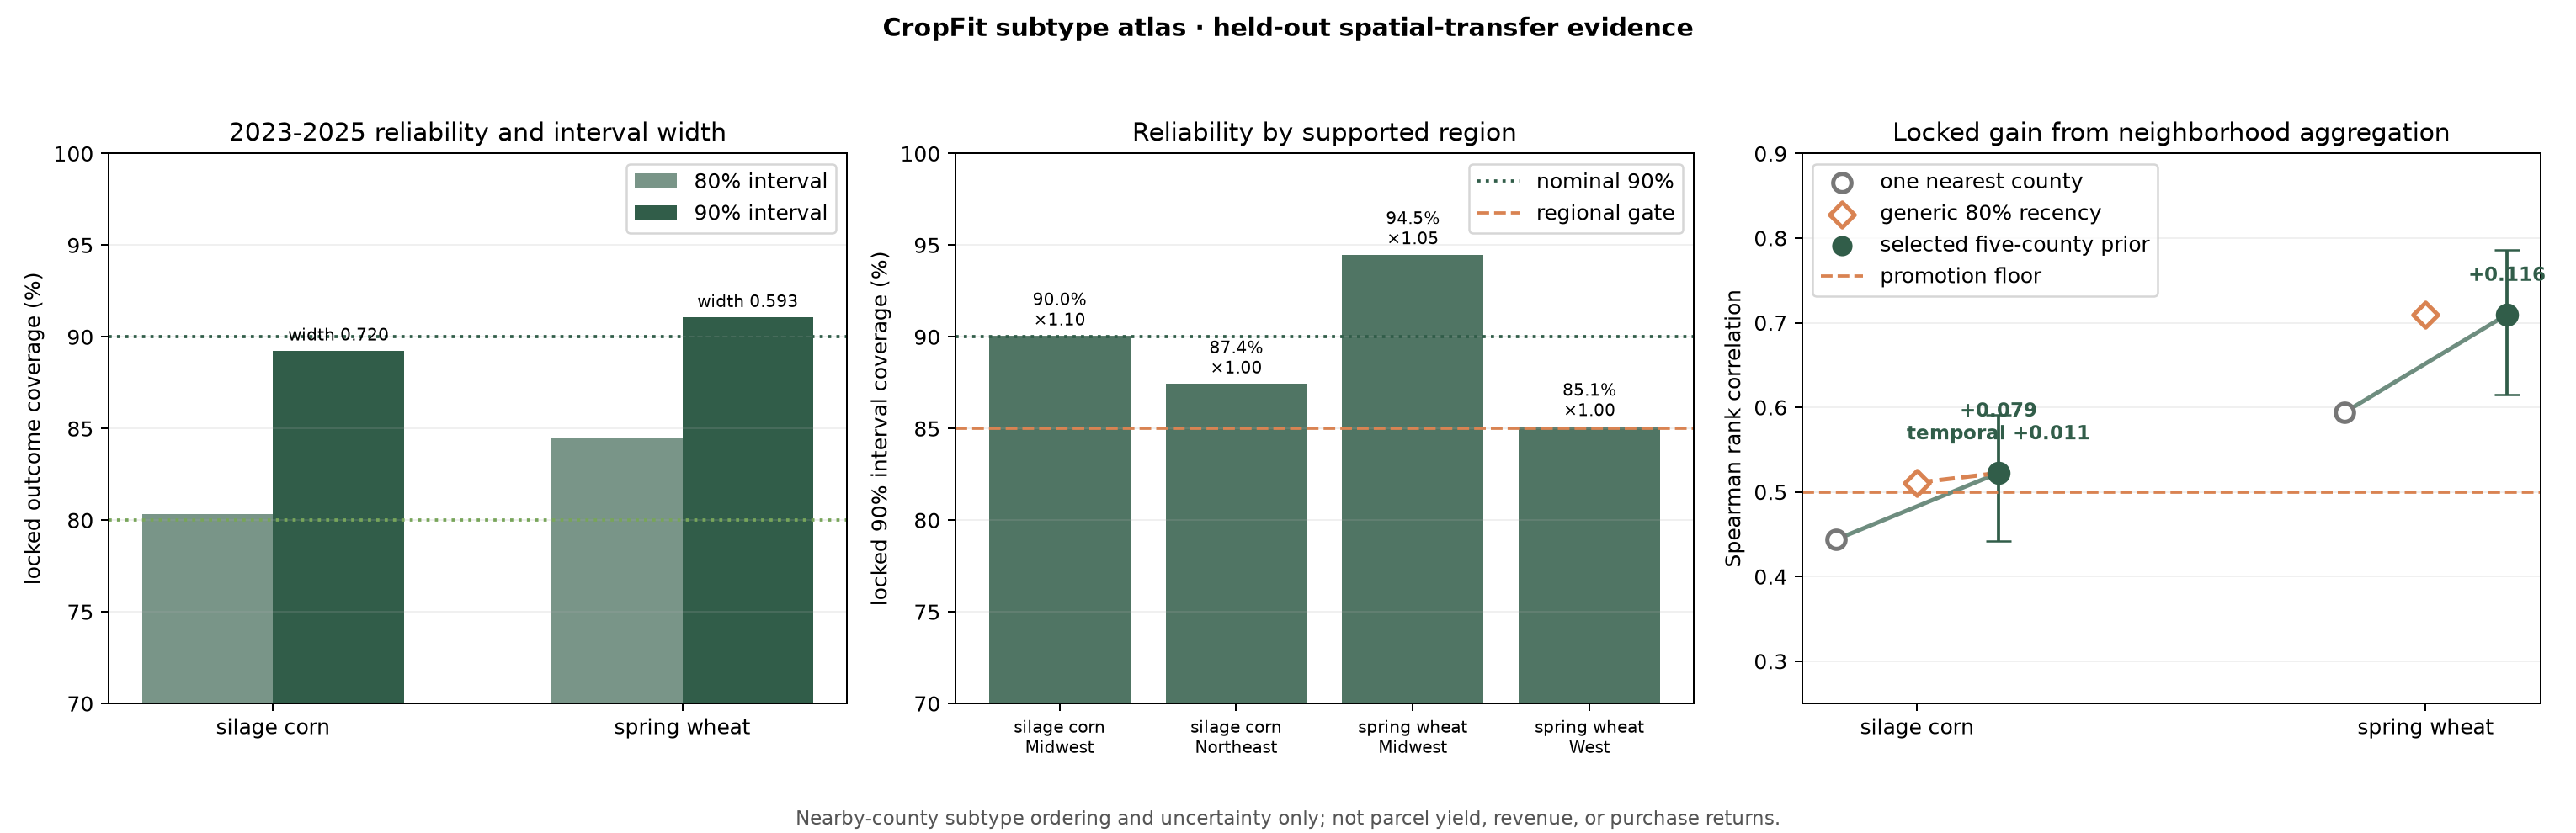 CropFit subtype atlas · held-out spatial-transfer evidence
2023-2025 reliability and interval width
locked outcome coverage (%)
100
95
90
85
80
75
70
80% interval
90% interval
width 0.720
width 0.593
silage corn
spring wheat
Reliability by supported region
locked 90% interval coverage (%)
100
95
90
85
80
75
70
nominal 90%
regional gate
90.0%
×1.10
87.4%
×1.00
94.5%
×1.05
85.1%
×1.00
silage corn
Midwest
silage corn
Northeast
spring wheat
Midwest
spring wheat
West
Locked gain from neighborhood aggregation
Spearman rank correlation
0.9
0.8
0.7
0.6
0.5
0.4
0.3
one nearest county
generic 80% recency
selected five-county prior
promotion floor
+0.079
temporal +0.011
+0.116
silage corn
spring wheat
Nearby-county subtype ordering and uncertainty only; not parcel yield, revenue, or purchase returns.